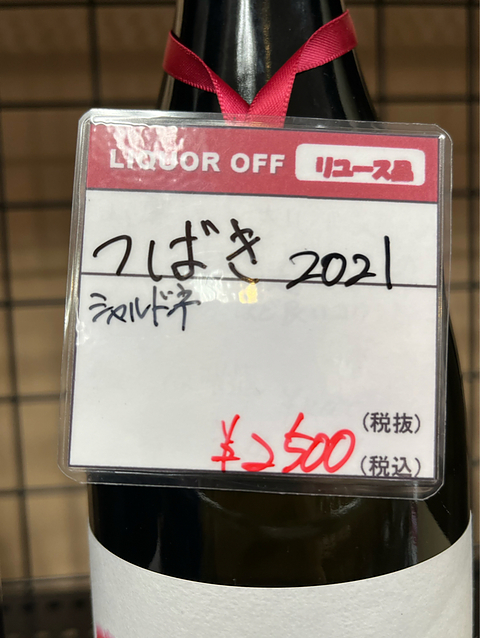 LIQUOR OFF リユース品
つばき 2021
シャルドネ
(税抜)
¥2500
(税込)